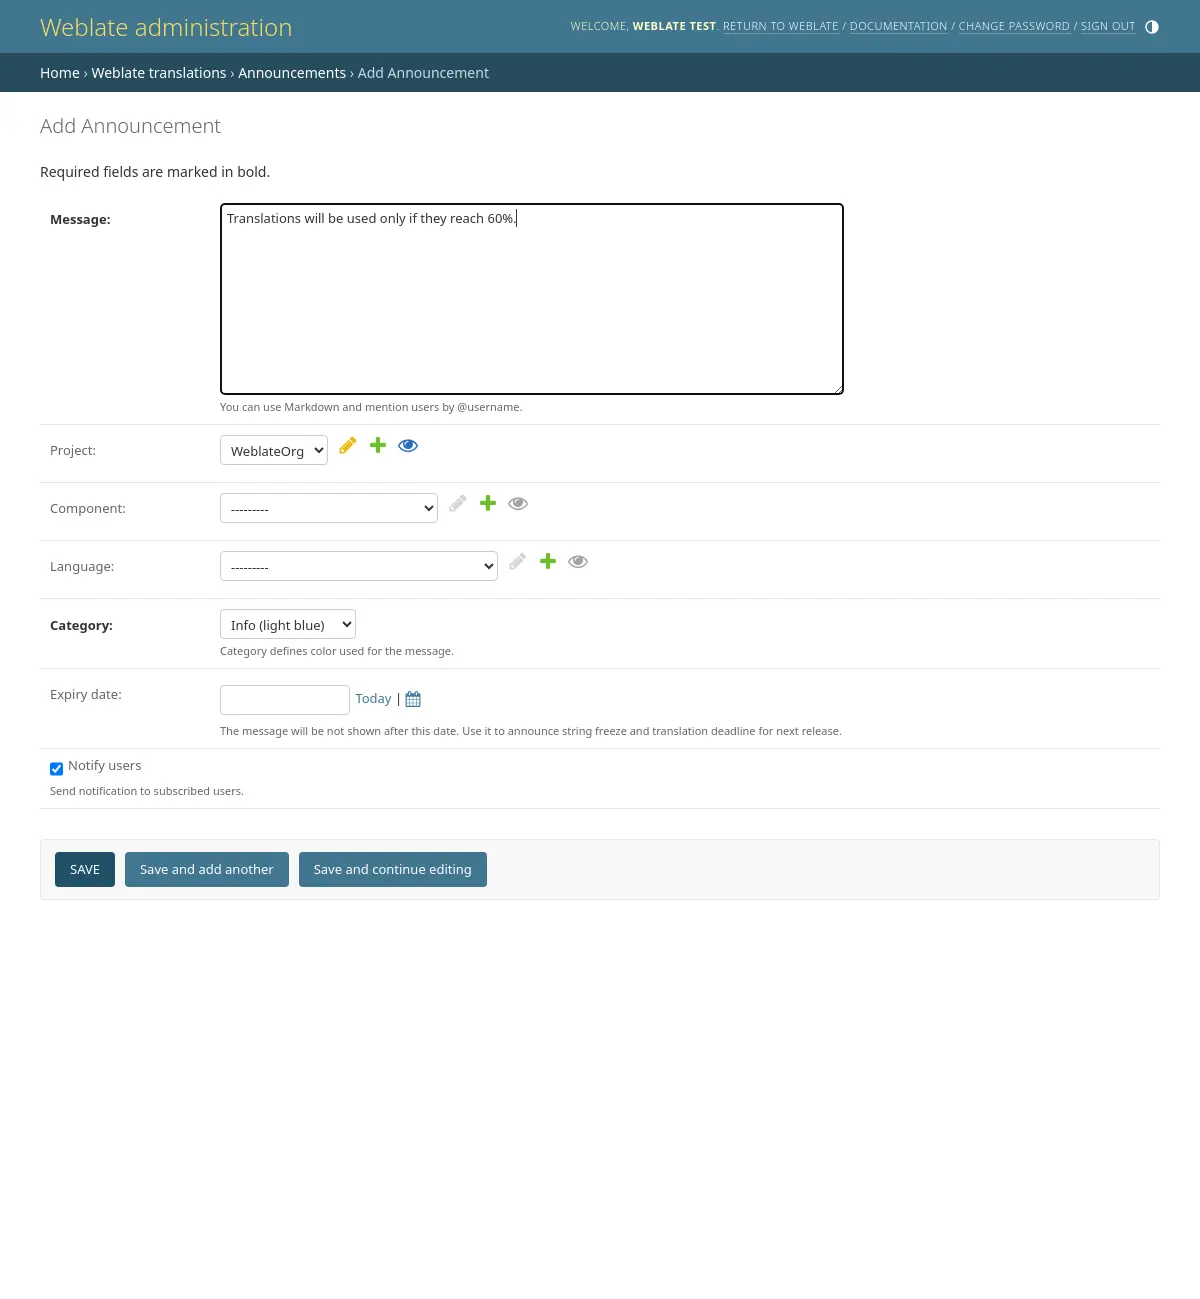 Weblate administration
WELCOME, WEBLATE TEST. RETURN TO WEBLATE / DOCUMENTATION / CHANGE PASSWORD / SIGN OUT
Home › Weblate translations › Announcements › Add Announcement
Add Announcement
Required fields are marked in bold.
Message:
Translations will be used only if they reach 60%.
You can use Markdown and mention users by @username.
Project:
WeblateOrg
Component:
---------
Language:
---------
Category:
Info (light blue)
Category defines color used for the message.
Expiry date:
Today |
The message will be not shown after this date. Use it to announce string freeze and translation deadline for next release.
Notify users
Send notification to subscribed users.
SAVE
Save and add another
Save and continue editing